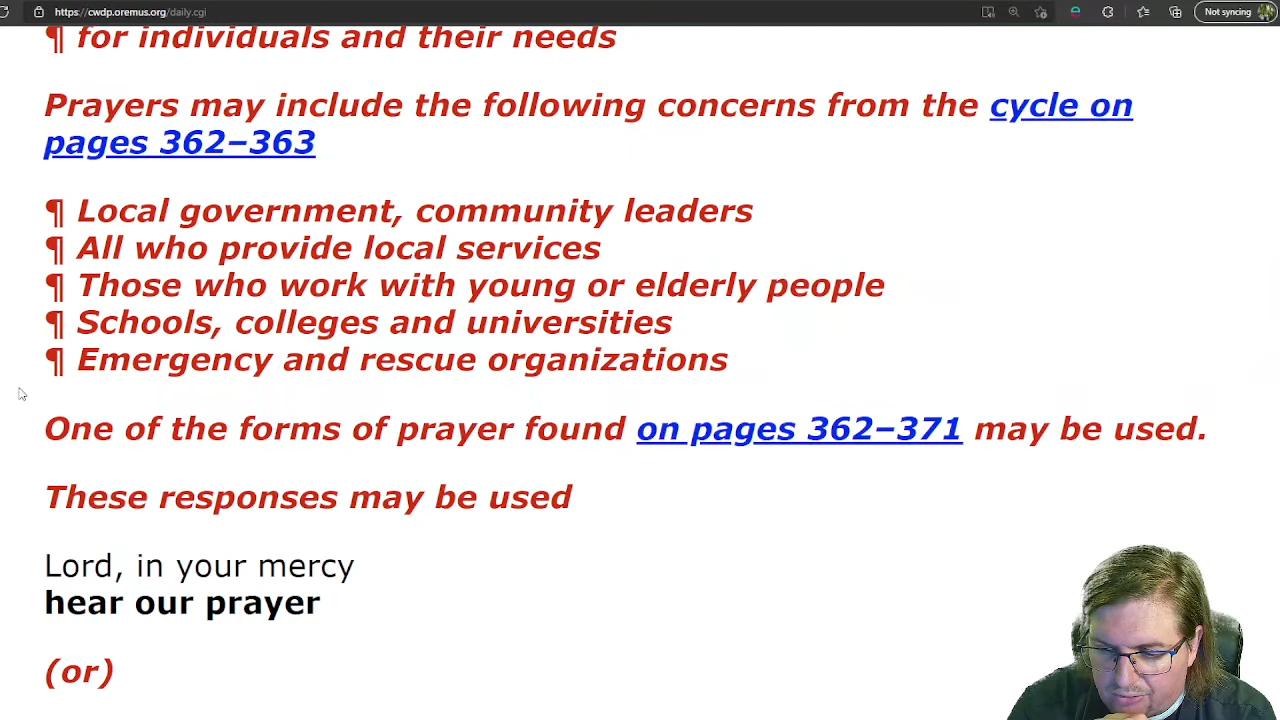 https://cwdp.oremus.org/daily.cgi
Not syncing
¶ for individuals and their needs
Prayers may include the following concerns from the cycle on
pages 362–363
¶ Local government, community leaders
¶ All who provide local services
¶ Those who work with young or elderly people
¶ Schools, colleges and universities
¶ Emergency and rescue organizations
One of the forms of prayer found on pages 362–371 may be used.
These responses may be used
Lord, in your mercy
hear our prayer
(or)